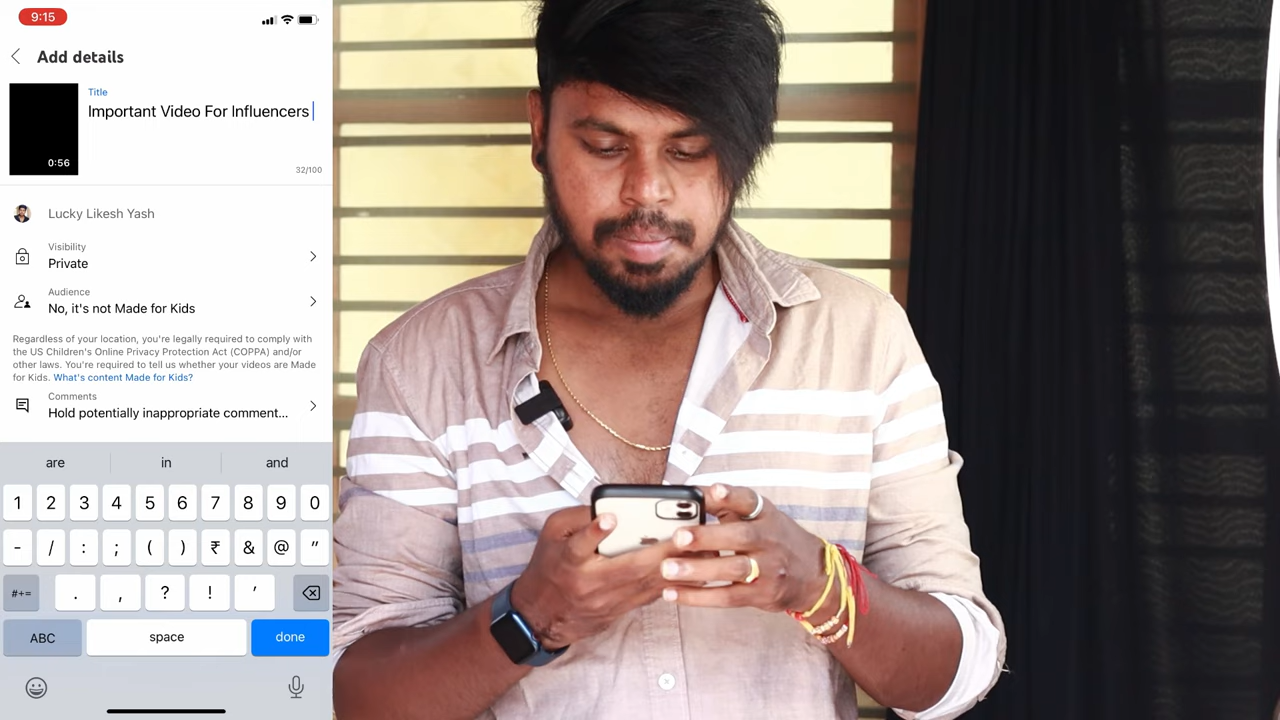 9:15
Add details
Title
Important Video For Influencers
0:56
32/100
Lucky Likesh Yash
Visibility
Private
Audience
No, it's not Made for Kids
Regardless of your location, you're legally required to comply with
the US Children's Online Privacy Protection Act (COPPA) and/or
other laws. You're required to tell us whether your videos are Made
for Kids. What's content Made for Kids?
Comments
Hold potentially inappropriate comment...
are in and
1 2 3 4 5 6 7 8 9 0
- / : ; ( ) ₹ & @ "
#+= . , ? ! '
ABC space done